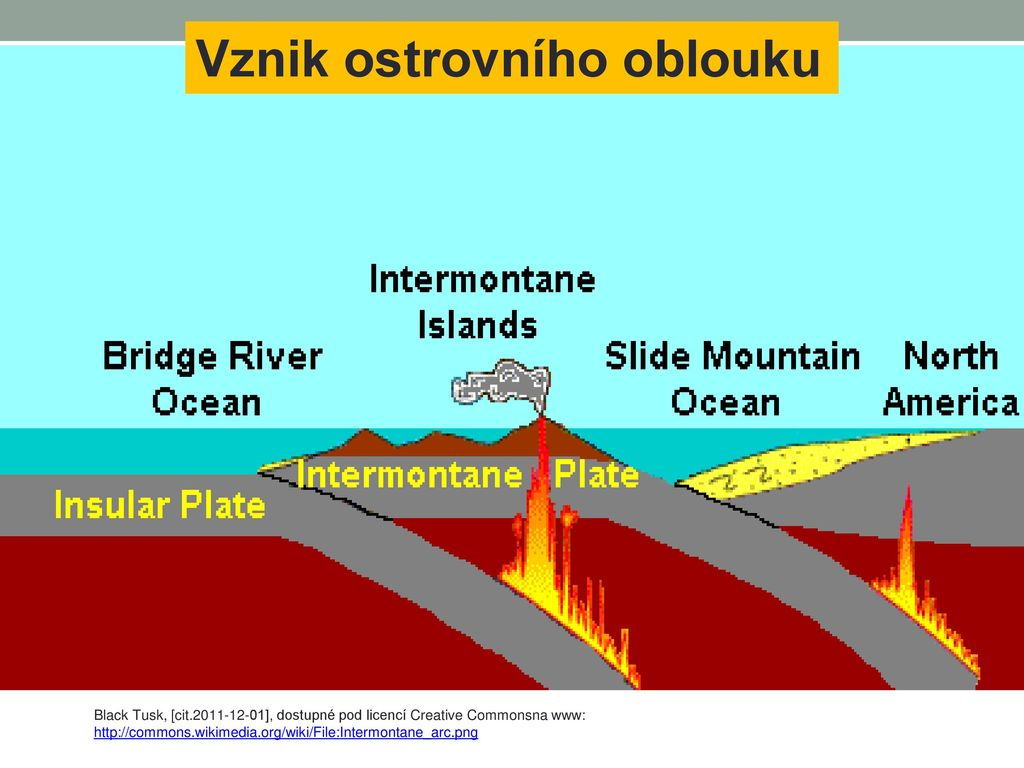 Vznik ostrovního oblouku
Intermontane
Islands
Bridge River
Ocean
Slide Mountain
Ocean
North
America
Intermontane Plate
Insular Plate
Black Tusk, [cit.2011-12-01], dostupné pod licencí Creative Commonsna www:
http://commons.wikimedia.org/wiki/File:Intermontane_arc.png